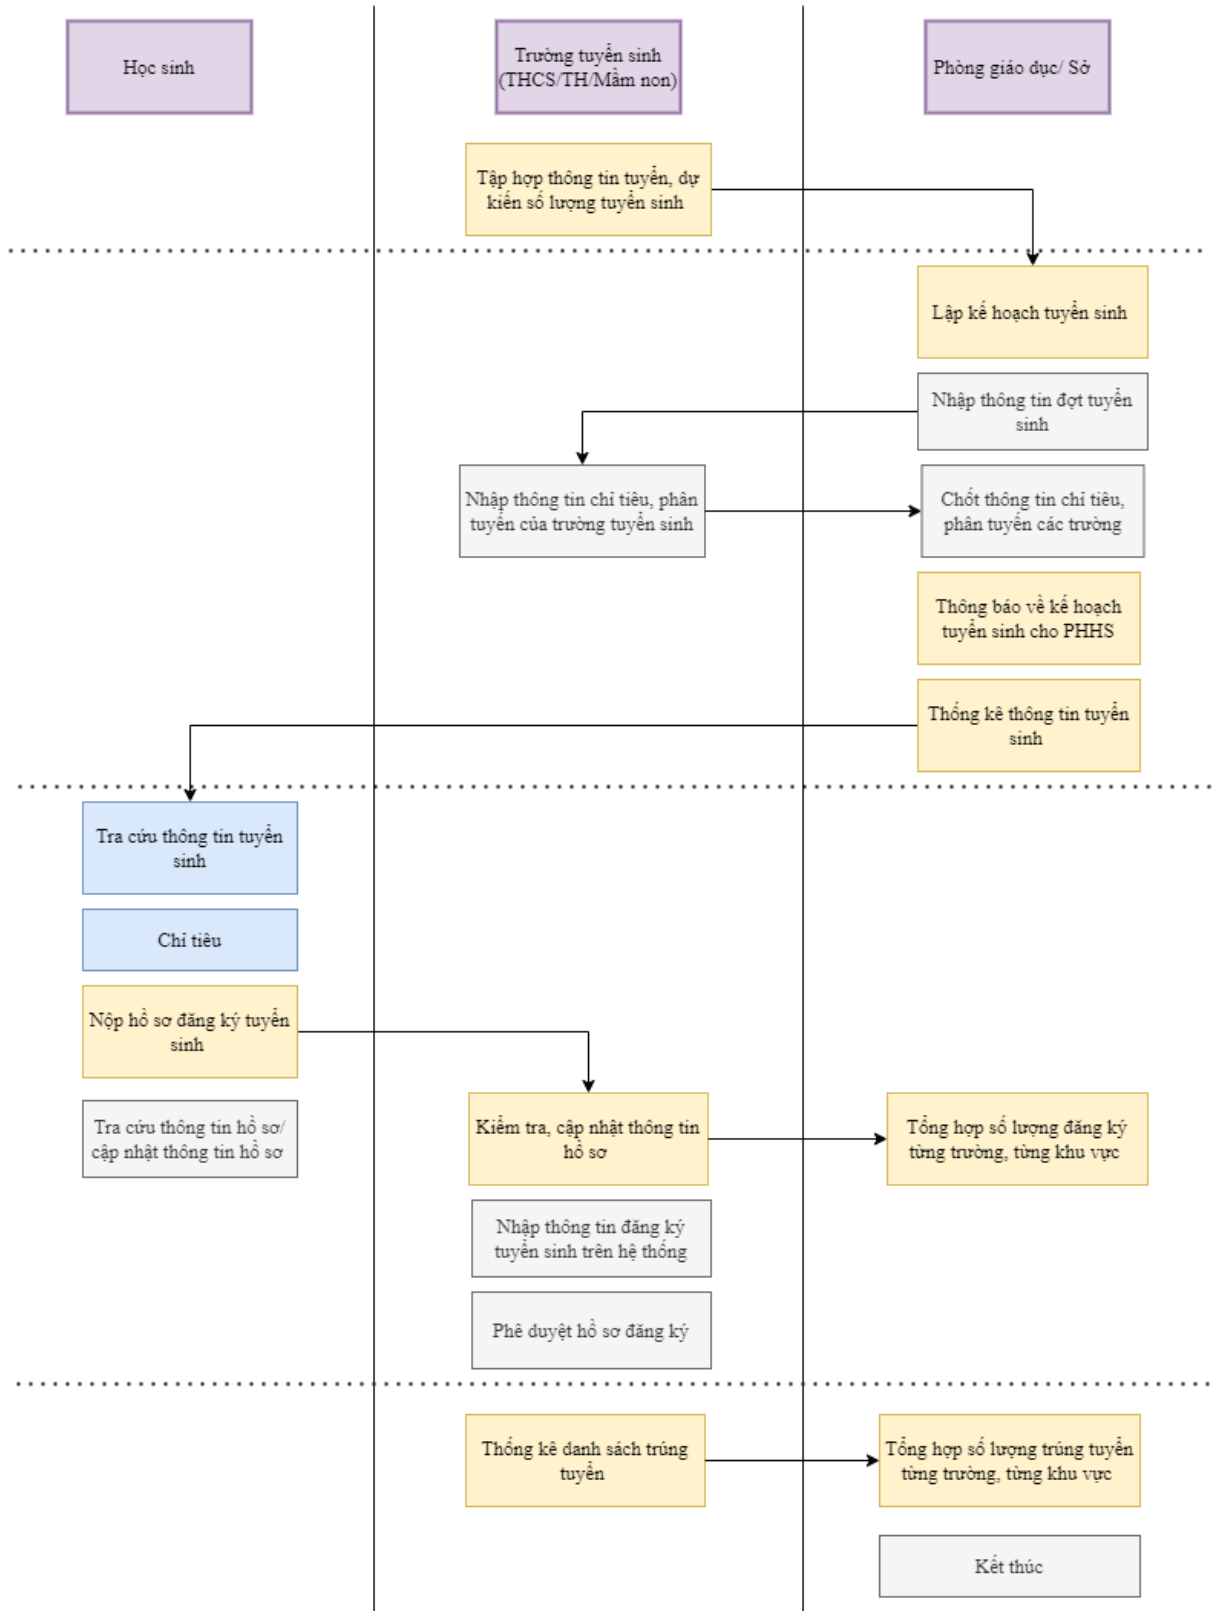 Học sinh
Trường tuyển sinh
(THCS/TH/Mầm non)
Phòng giáo dục/ Sở
Tập hợp thông tin tuyển, dự
kiến số lượng tuyển sinh
Lập kế hoạch tuyển sinh
Nhập thông tin đợt tuyển
sinh
Nhập thông tin chỉ tiêu, phân
tuyến của trường tuyển sinh
Chốt thông tin chỉ tiêu,
phân tuyến các trường
Thông báo về kế hoạch
tuyển sinh cho PHHS
Thống kê thông tin tuyển
sinh
Tra cứu thông tin tuyển
sinh
Chỉ tiêu
Nộp hồ sơ đăng ký tuyển
sinh
Tra cứu thông tin hồ sơ/
cập nhật thông tin hồ sơ
Kiểm tra, cập nhật thông tin
hồ sơ
Tổng hợp số lượng đăng ký
từng trường, từng khu vực
Nhập thông tin đăng ký
tuyển sinh trên hệ thống
Phê duyệt hồ sơ đăng ký
Thống kê danh sách trúng
tuyển
Tổng hợp số lượng trúng tuyển
từng trường, từng khu vực
Kết thúc